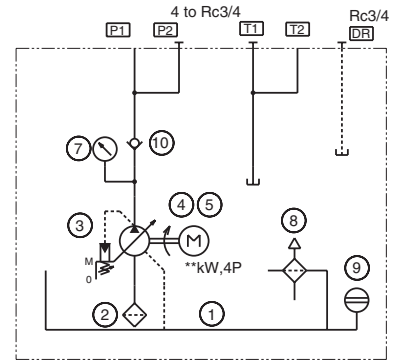 4 to Rc3/4
Rc3/4
P1 P2 T1 T2 DR
7 10
4 5
3 8
M
M
0
**kW,4P
9
2 1